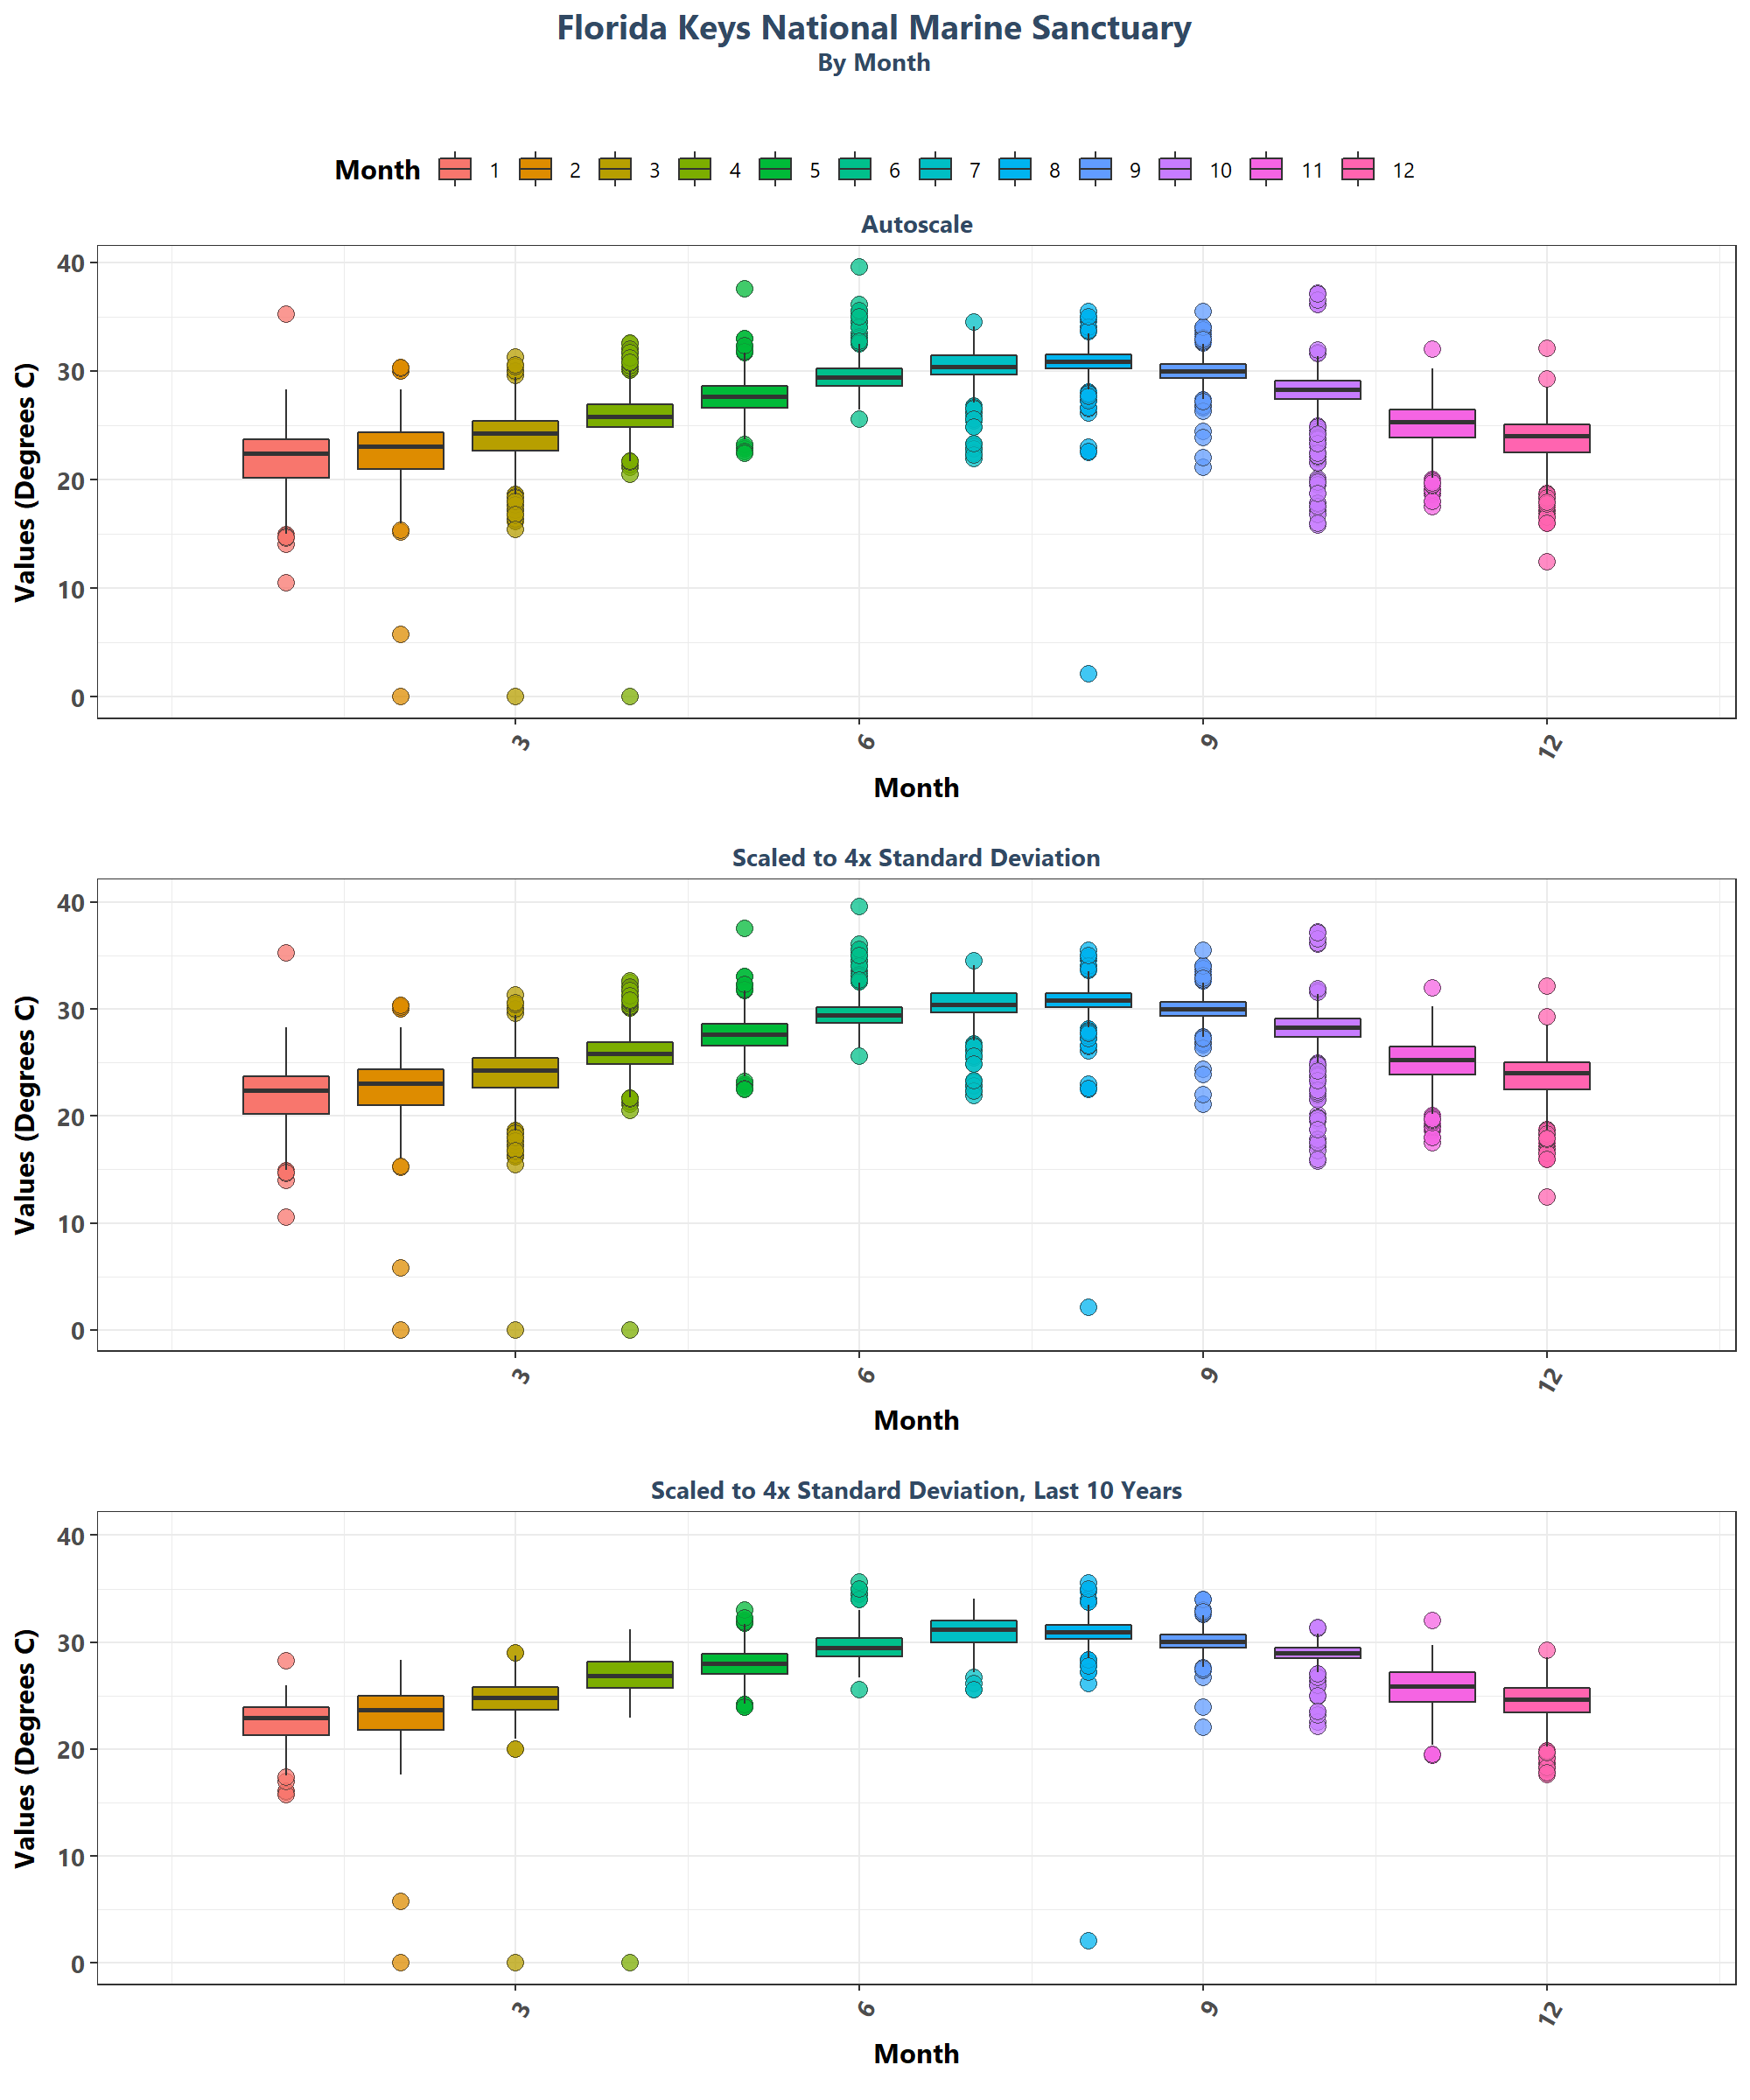 Florida Keys National Marine Sanctuary
By Month
Month 1 2 3 4 5 6 7 8 9 10 11 12
Autoscale
Values (Degrees C)
40
30
20
10
0
3 6 9 12
Month
Scaled to 4x Standard Deviation
Values (Degrees C)
40
30
20
10
0
3 6 9 12
Month
Scaled to 4x Standard Deviation, Last 10 Years
Values (Degrees C)
40
30
20
10
0
3 6 9 12
Month